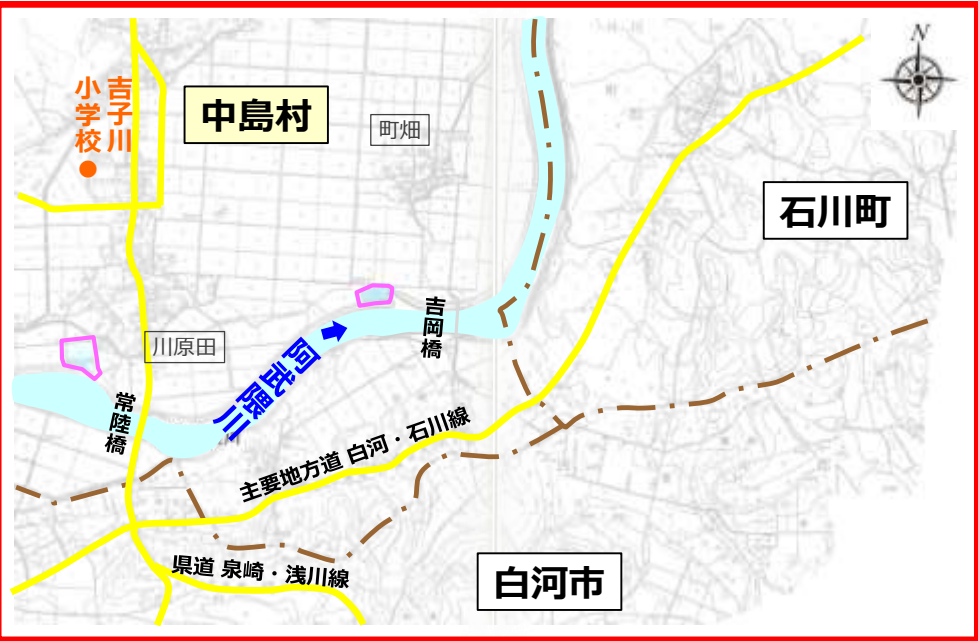 N
吉子川
小学校
中島村
町畑
石川町
吉岡橋
川原田
阿武隈川
常陸橋
主要地方道 白河・石川線
県道 泉崎・浅川線
白河市